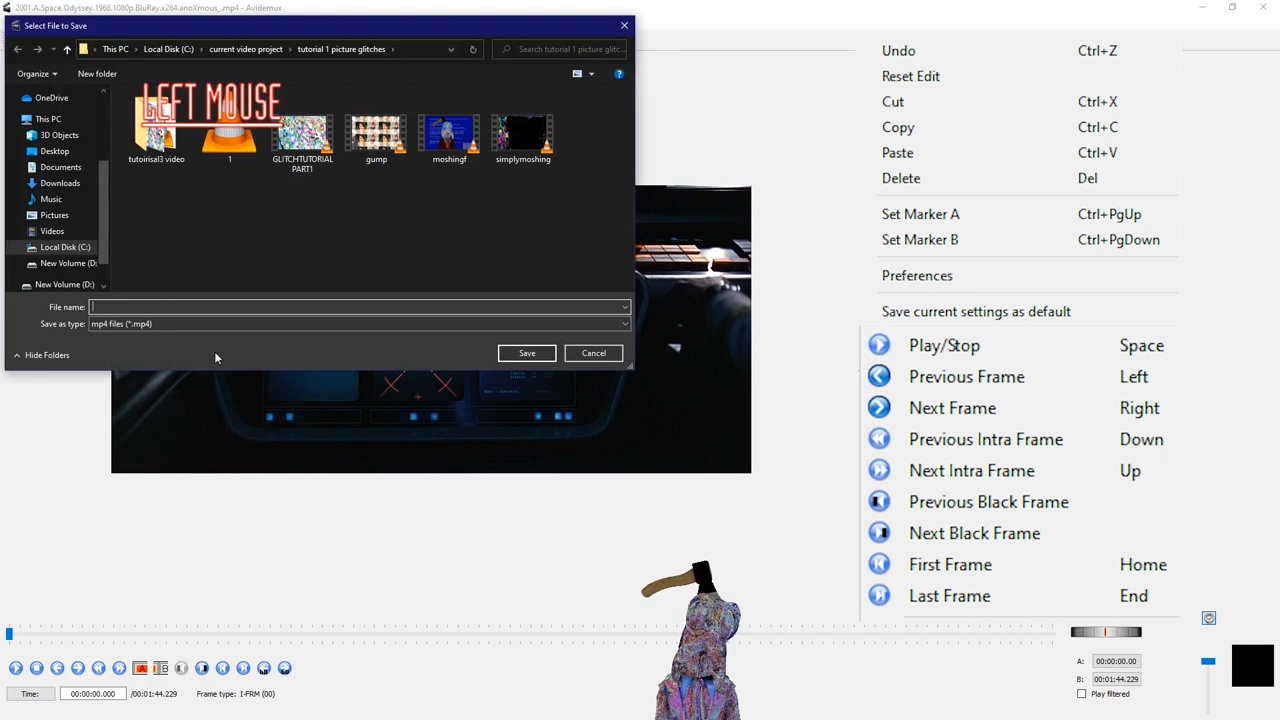 2001.A.Space.Odyssey.1968.1080p.BluRay.x264.anoXmous_.mp4 - Avidemux
Select File to Save
This PC > Local Disk (C:) > current video project > tutorial 1 picture glitches >
Search tutorial 1 picture glitc...
Organize
New folder
LEFT MOUSE
OneDrive
This PC
3D Objects
Desktop
Documents
Downloads
Music
Pictures
Videos
Local Disk (C:)
New Volume (D:
New Volume (D:)
tutoirisal3 video
1
GLITCHTUTORIAL
PART1
gump
moshingf
simplymoshing
File name:
Save as type: mp4 files (*.mp4)
Hide Folders
Save
Cancel
Undo Ctrl+Z
Reset Edit
Cut Ctrl+X
Copy Ctrl+C
Paste Ctrl+V
Delete Del
Set Marker A Ctrl+PgUp
Set Marker B Ctrl+PgDown
Preferences
Save current settings as default
Play/Stop Space
Previous Frame Left
Next Frame Right
Previous Intra Frame Down
Next Intra Frame Up
Previous Black Frame
Next Black Frame
First Frame Home
Last Frame End
A
B
Time: 00:00:00.000 /00:01:44.229 Frame type: I-FRM (00)
A: 00:00:00.00
B: 00:01:44.229
Play filtered